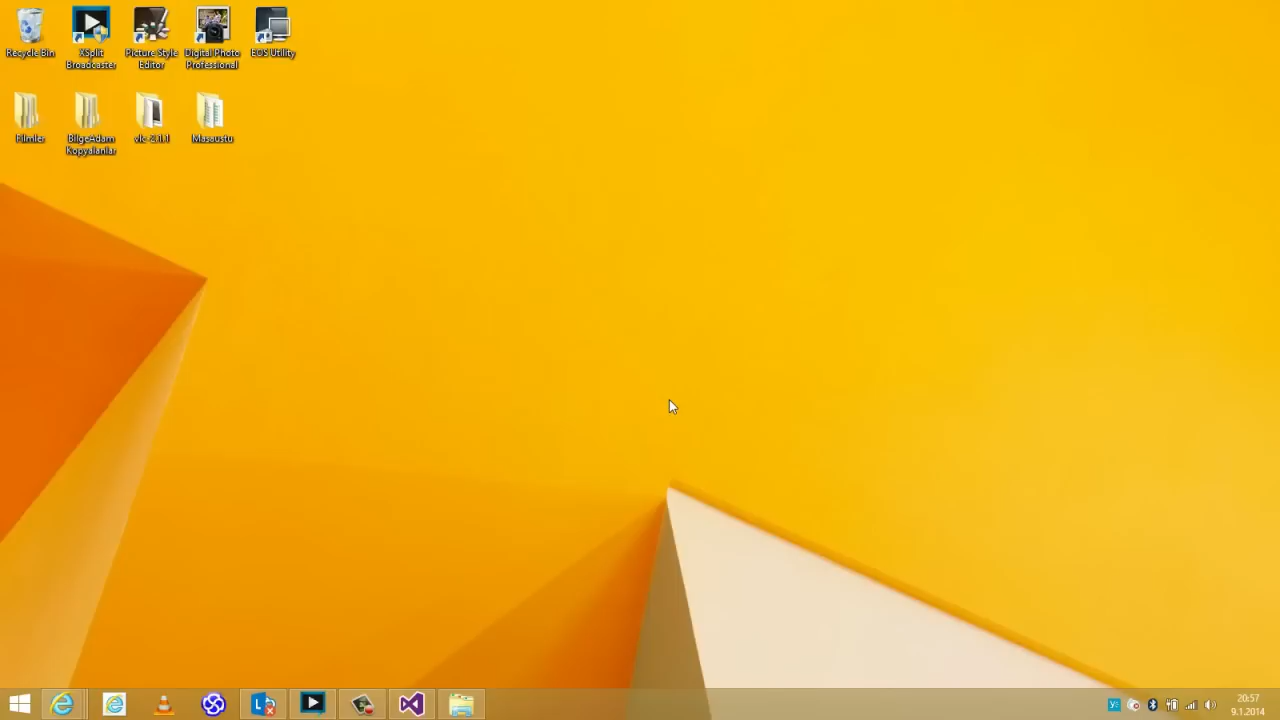 Recycle Bin
XSplit
Broadcaster
Picture Style
Editor
Digital Photo
Professional
EOS Utility
Filmler
BilgeAdam
Kopyalanlar
vlc-2.1.1
Masaustu
20:57
9.1.2014